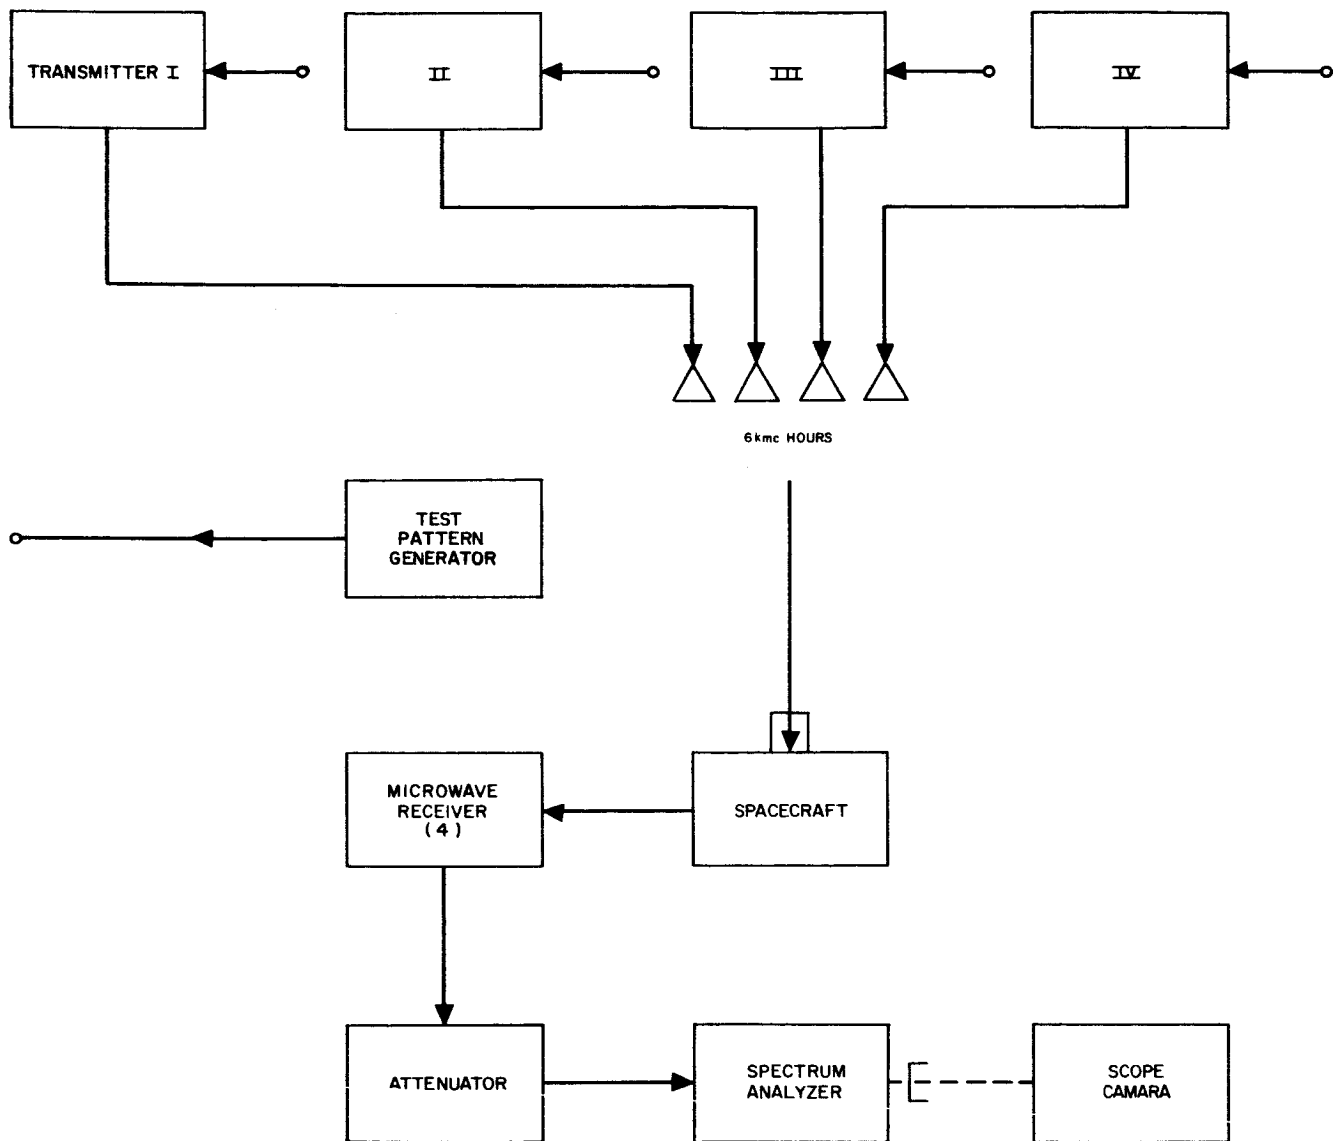 TRANSMITTER I
II
III
IV
6kmc HOURS
TEST
PATTERN
GENERATOR
MICROWAVE
RECEIVER
(4)
SPACECRAFT
ATTENUATOR
SPECTRUM
ANALYZER
SCOPE
CAMARA